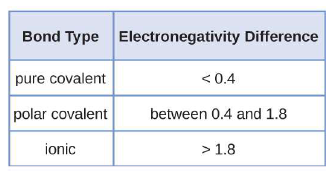 Bond Type Electronegativity Difference
pure covalent < 0.4
polar covalent between 0.4 and 1.8
ionic > 1.8